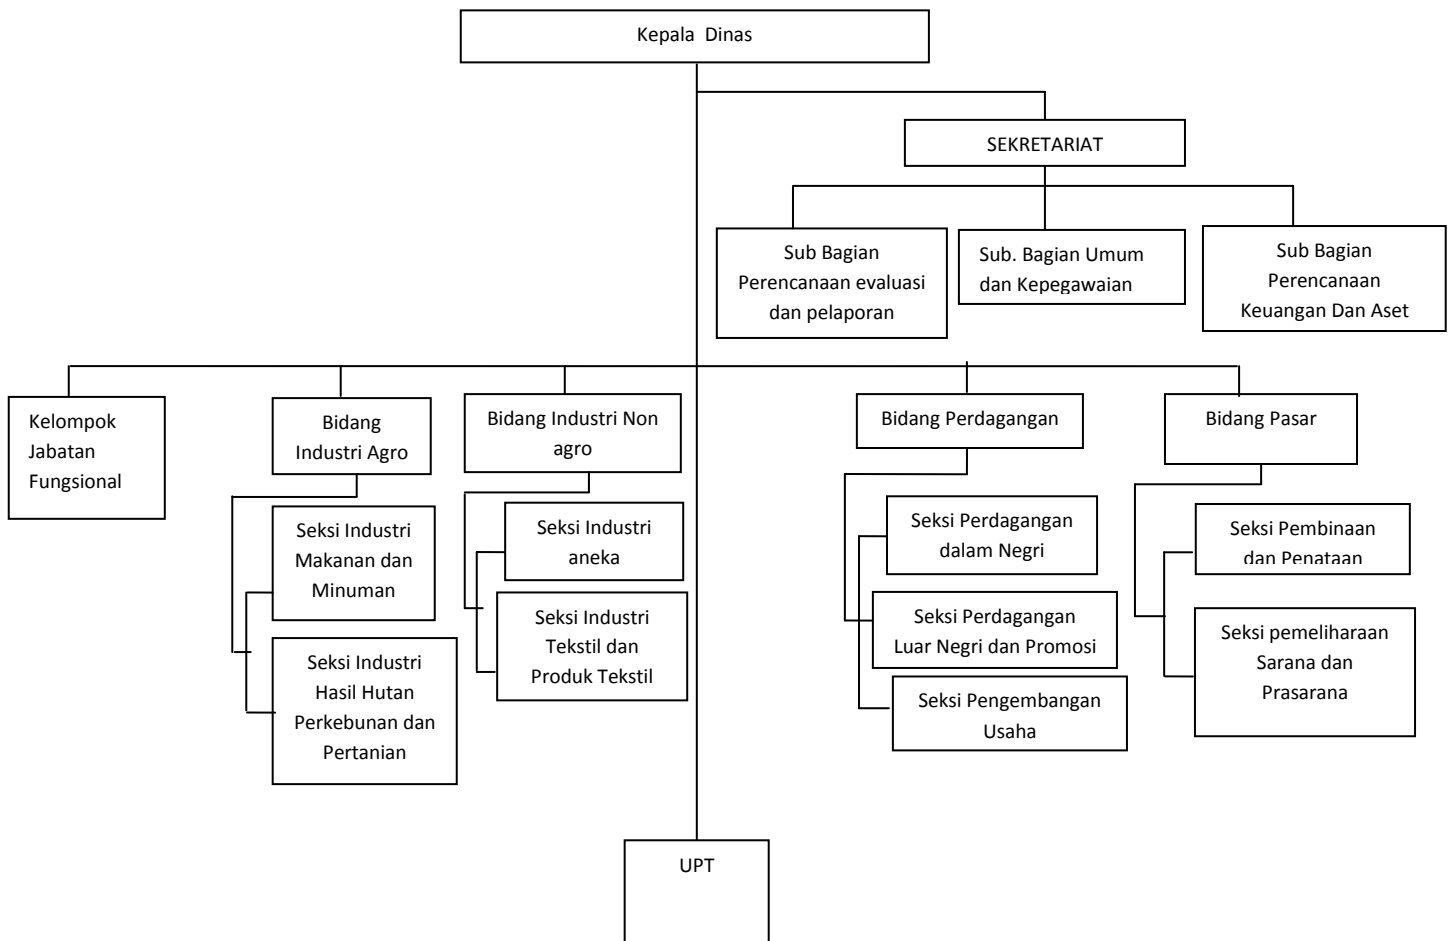 Kepala Dinas
SEKRETARIAT
Sub Bagian
Perencanaan evaluasi
dan pelaporan
Sub. Bagian Umum
dan Kepegawaian
Sub Bagian
Perencanaan
Keuangan Dan Aset
Kelompok
Jabatan
Fungsional
Bidang
Industri Agro
Bidang Industri Non
agro
Bidang Perdagangan
Bidang Pasar
Seksi Industri
Makanan dan
Minuman
Seksi Industri
Hasil Hutan
Perkebunan dan
Pertanian
Seksi Industri
aneka
Seksi Industri
Tekstil dan
Produk Tekstil
Seksi Perdagangan
dalam Negri
Seksi Perdagangan
Luar Negri dan Promosi
Seksi Pengembangan
Usaha
Seksi Pembinaan
dan Penataan
Seksi pemeliharaan
Sarana dan
Prasarana
UPT